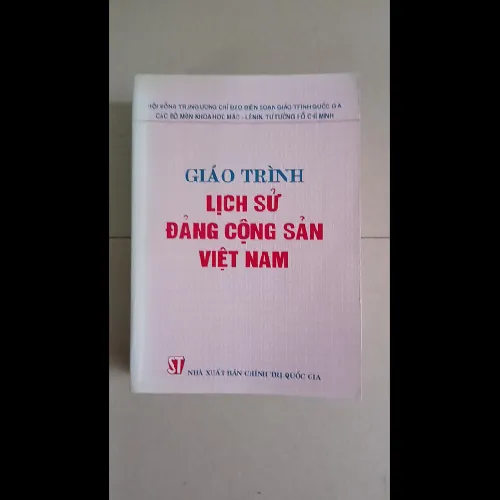 HỘI ĐỒNG TRUNG ƯƠNG CHỈ ĐẠO BIÊN SOẠN GIÁO TRÌNH QUỐC GIA
CÁC BỘ MÔN KHOA HỌC MÁC - LÊNIN, TƯ TƯỞNG HỒ CHÍ MINH
GIÁO TRÌNH
LỊCH SỬ
ĐẢNG CỘNG SẢN
VIỆT NAM
ST NHÀ XUẤT BẢN CHÍNH TRỊ QUỐC GIA